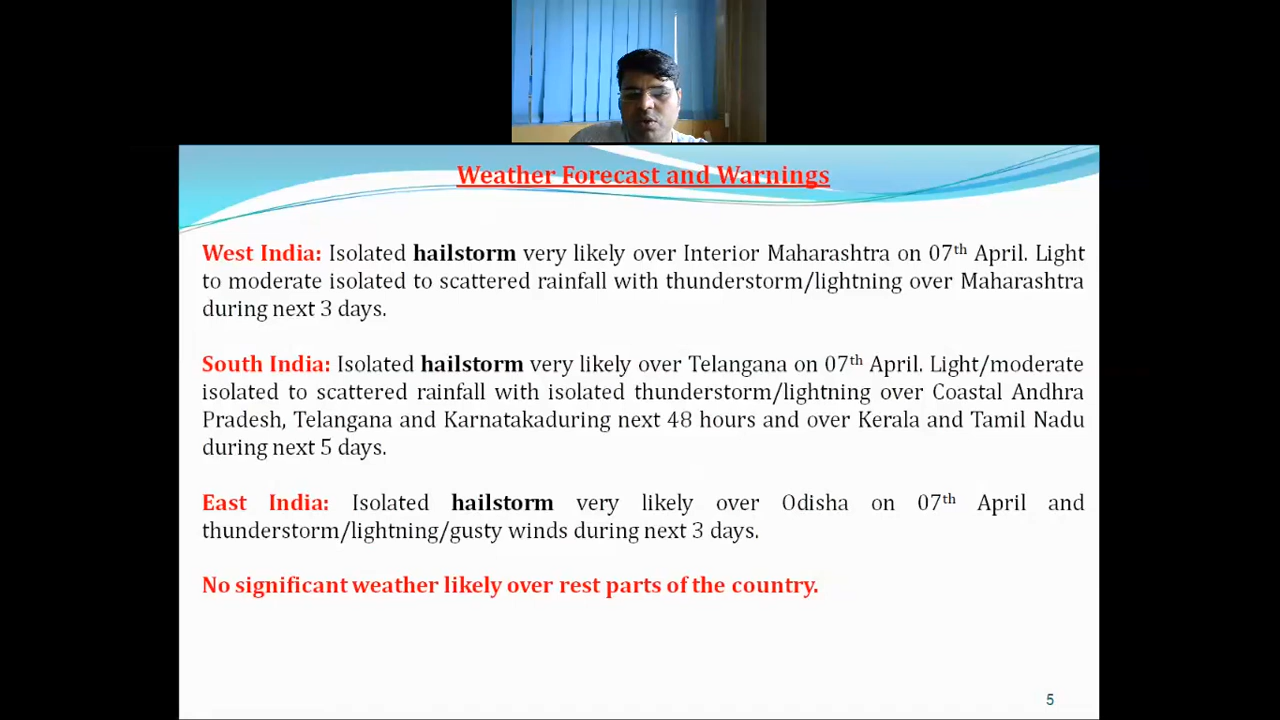 Weather Forecast and Warnings
West India: Isolated hailstorm very likely over Interior Maharashtra on 07th April. Light
to moderate isolated to scattered rainfall with thunderstorm/lightning over Maharashtra
during next 3 days.
South India: Isolated hailstorm very likely over Telangana on 07th April. Light/moderate
isolated to scattered rainfall with isolated thunderstorm/lightning over Coastal Andhra
Pradesh, Telangana and Karnatakaduring next 48 hours and over Kerala and Tamil Nadu
during next 5 days.
East India: Isolated hailstorm very likely over Odisha on 07th April and
thunderstorm/lightning/gusty winds during next 3 days.
No significant weather likely over rest parts of the country.
5